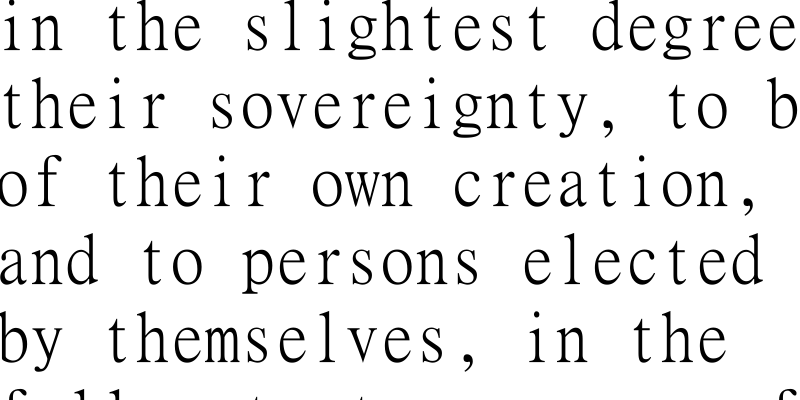 in the slightest degree
their sovereignty, to b
of their own creation,
and to persons elected
by themselves, in the